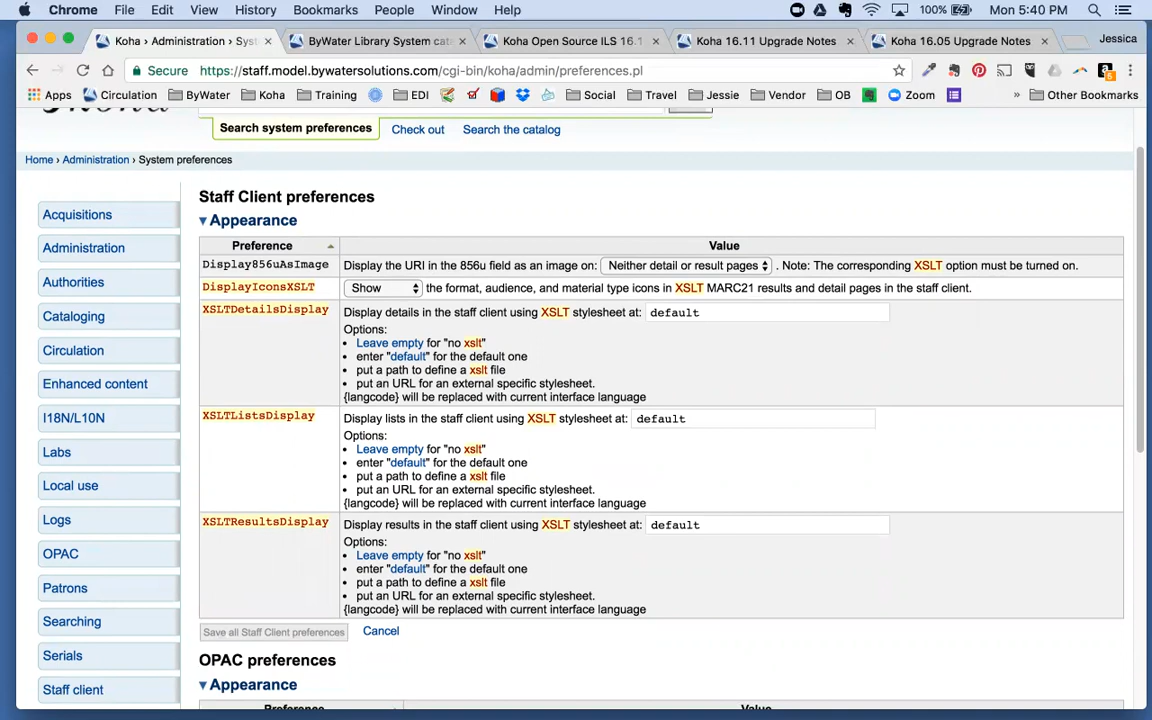 Chrome File Edit View History Bookmarks People Window Help 100% Mon 5:40 PM
Koha › Administration › Syst ByWater Library System cat Koha Open Source ILS 16.1 Koha 16.11 Upgrade Notes Koha 16.05 Upgrade Notes Jessica
Secure https://staff.model.bywatersolutions.com/cgi-bin/koha/admin/preferences.pl
Apps Circulation ByWater Koha Training EDI Social Travel Jessie Vendor OB Zoom » Other Bookmarks
Search system preferences Check out Search the catalog
Home › Administration › System preferences
Acquisitions
Administration
Authorities
Cataloging
Circulation
Enhanced content
I18N/L10N
Labs
Local use
Logs
OPAC
Patrons
Searching
Serials
Staff client
Staff Client preferences
Appearance
Preference Value
Display856uAsImage Display the URI in the 856u field as an image on: Neither detail or result pages . Note: The corresponding XSLT option must be turned on.
DisplayIconsXSLT Show the format, audience, and material type icons in XSLT MARC21 results and detail pages in the staff client.
XSLTDetailsDisplay Display details in the staff client using XSLT stylesheet at: default
Options:
• Leave empty for "no xslt"
• enter "default" for the default one
• put a path to define a xslt file
• put an URL for an external specific stylesheet.
{langcode} will be replaced with current interface language
XSLTListsDisplay Display lists in the staff client using XSLT stylesheet at: default
Options:
• Leave empty for "no xslt"
• enter "default" for the default one
• put a path to define a xslt file
• put an URL for an external specific stylesheet.
{langcode} will be replaced with current interface language
XSLTResultsDisplay Display results in the staff client using XSLT stylesheet at: default
Options:
• Leave empty for "no xslt"
• enter "default" for the default one
• put a path to define a xslt file
• put an URL for an external specific stylesheet.
{langcode} will be replaced with current interface language
Save all Staff Client preferences Cancel
OPAC preferences
Appearance
Preference Value